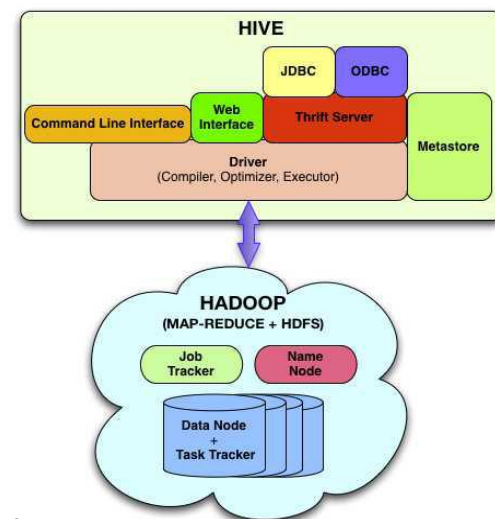 HIVE
JDBC
ODBC
Command Line Interface
Web
Interface
Thrift Server
Metastore
Driver
(Compiler, Optimizer, Executor)
HADOOP
(MAP-REDUCE + HDFS)
Job
Tracker
Name
Node
Data Node
+
Task Tracker